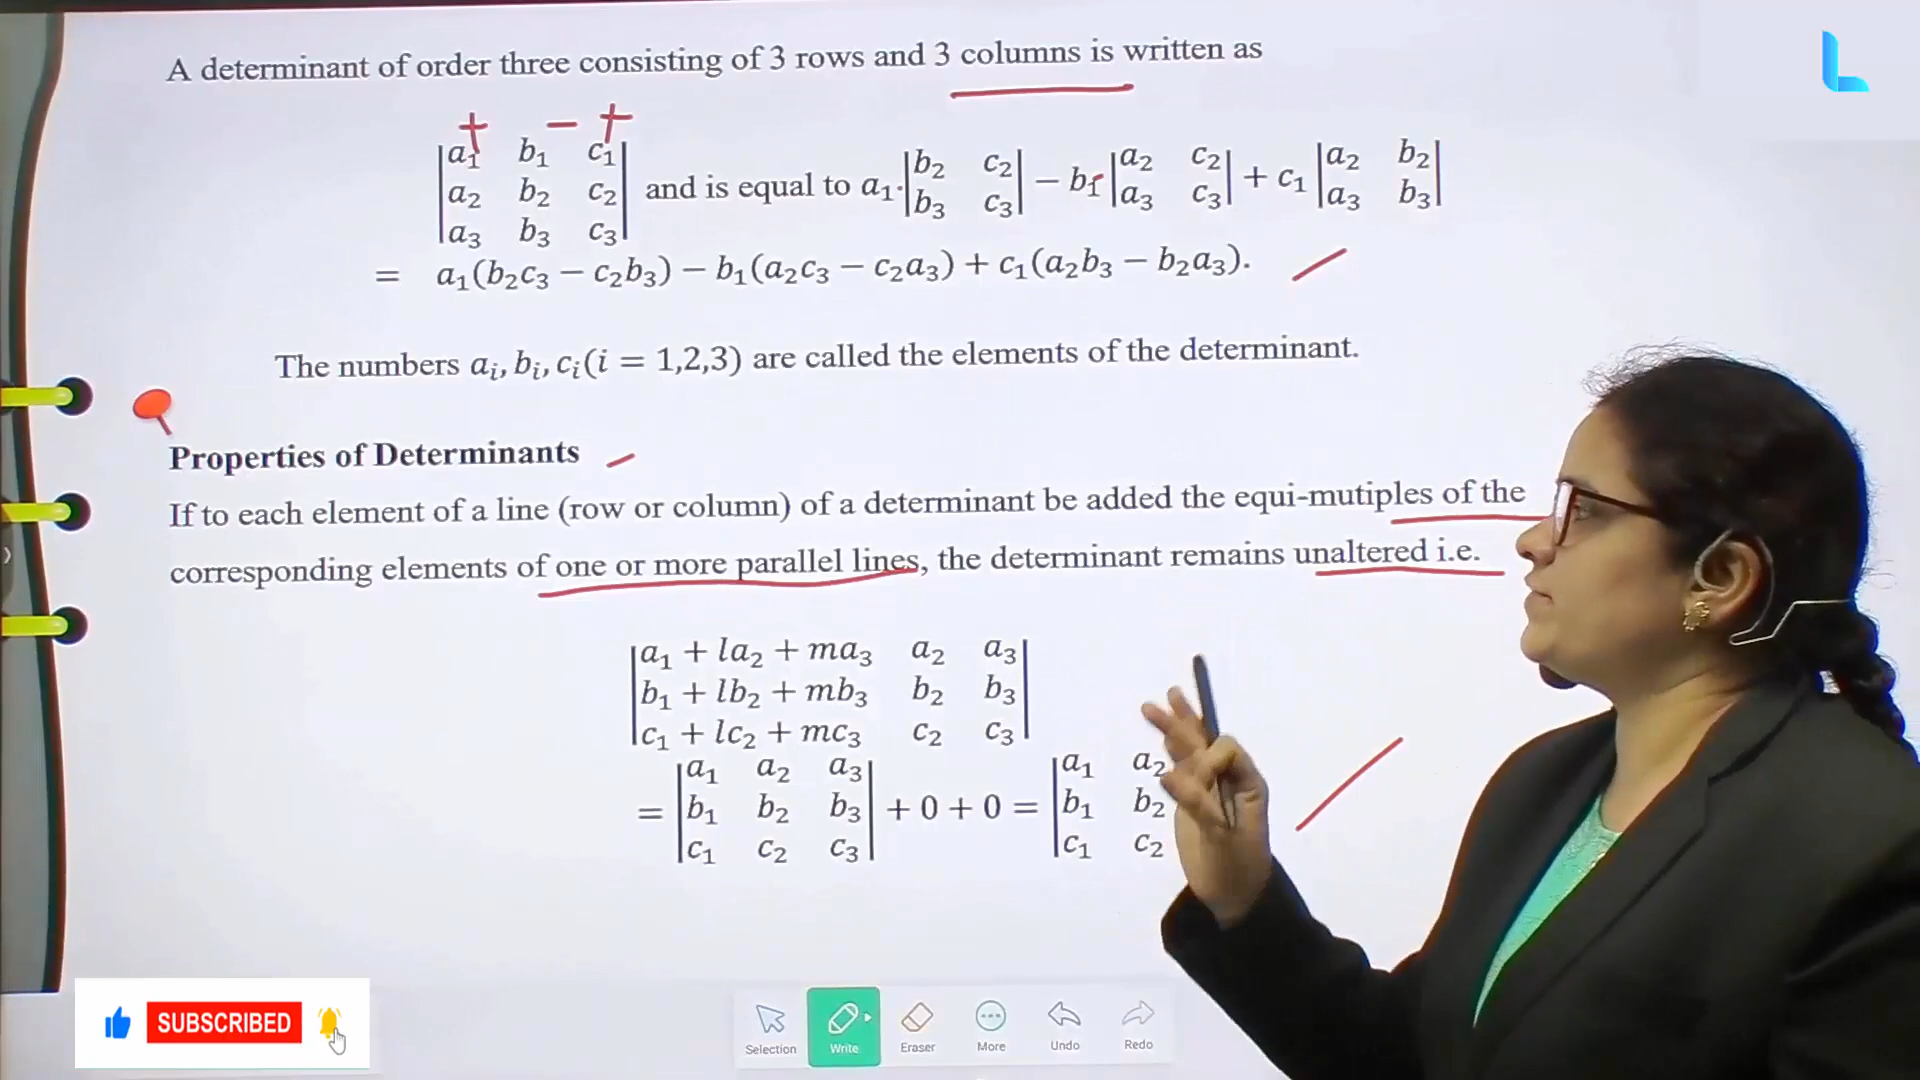 A determinant of order three consisting of 3 rows and 3 columns is written as
+ − +
|a₁ b₁ c₁|
|a₂ b₂ c₂|
|a₃ b₃ c₃|
and is equal to a₁.|b₂ c₂| − b₁|a₂ c₂| + c₁|a₂ b₂|
|b₃ c₃| |a₃ c₃| |a₃ b₃|
= a₁(b₂c₃ − c₂b₃) − b₁(a₂c₃ − c₂a₃) + c₁(a₂b₃ − b₂a₃).
The numbers aᵢ, bᵢ, cᵢ(i = 1,2,3) are called the elements of the determinant.
Properties of Determinants
If to each element of a line (row or column) of a determinant be added the equi-mutiples of the
corresponding elements of one or more parallel lines, the determinant remains unaltered i.e.
|a₁ + la₂ + ma₃ a₂ a₃|
|b₁ + lb₂ + mb₃ b₂ b₃|
|c₁ + lc₂ + mc₃ c₂ c₃|
|a₁ a₂ a₃| |a₁ a₂
= |b₁ b₂ b₃| + 0 + 0 = |b₁ b₂
|c₁ c₂ c₃| |c₁ c₂
SUBSCRIBED
Selection Write Eraser More Undo Redo